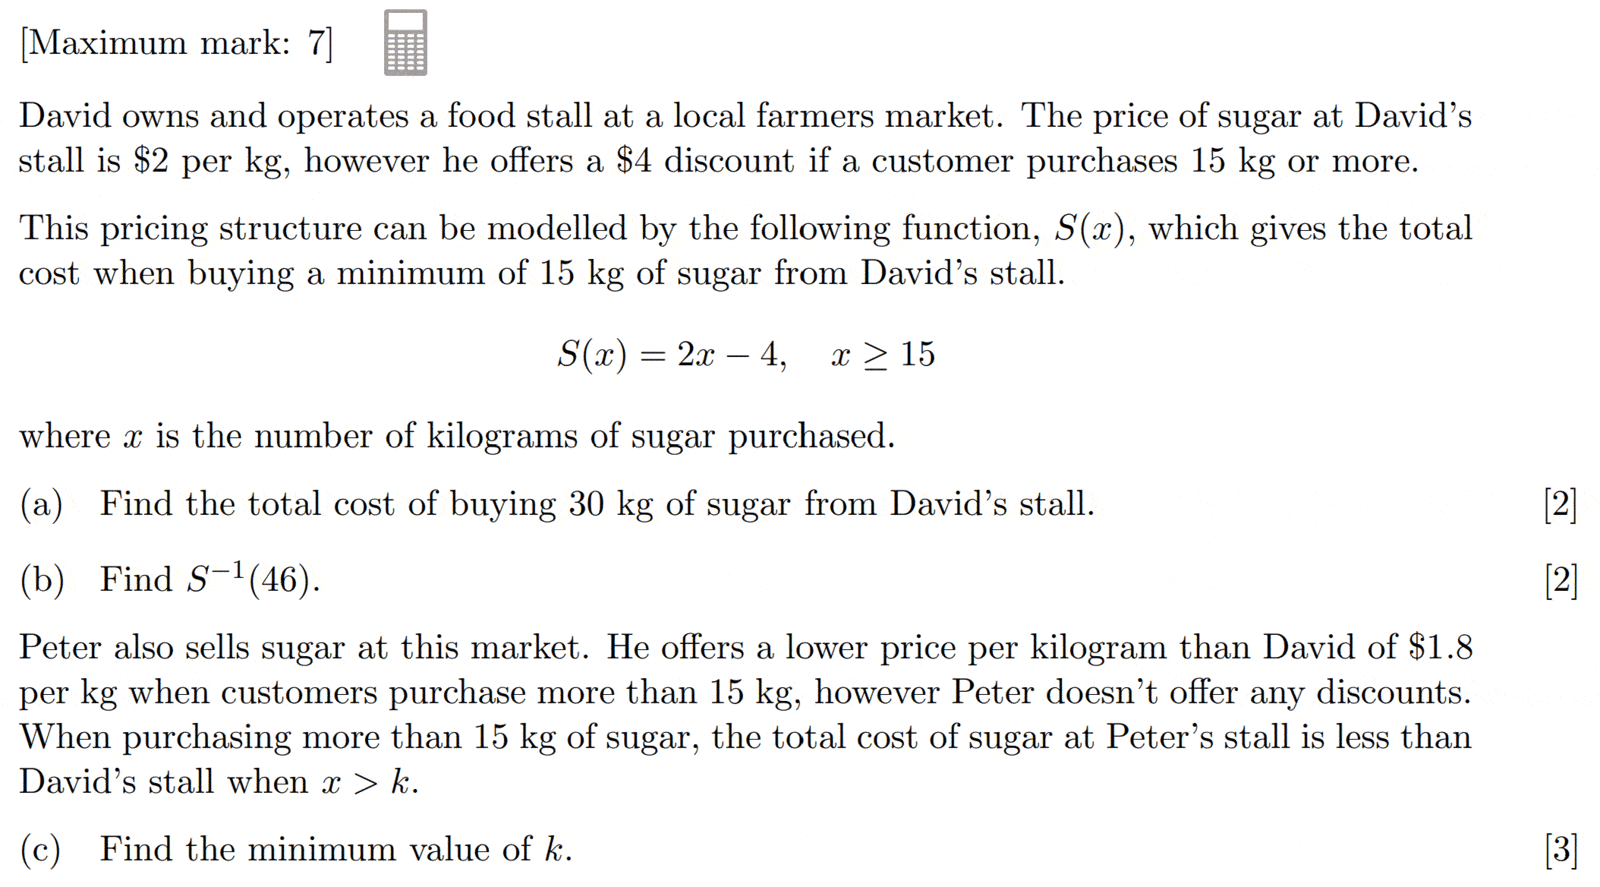 [Maximum mark: 7]
David owns and operates a food stall at a local farmers market. The price of sugar at David's
stall is $2 per kg, however he offers a $4 discount if a customer purchases 15 kg or more.
This pricing structure can be modelled by the following function, S(x), which gives the total
cost when buying a minimum of 15 kg of sugar from David's stall.
S(x) = 2x − 4, x ≥ 15
where x is the number of kilograms of sugar purchased.
(a) Find the total cost of buying 30 kg of sugar from David's stall. [2]
(b) Find S⁻¹(46). [2]
Peter also sells sugar at this market. He offers a lower price per kilogram than David of $1.8
per kg when customers purchase more than 15 kg, however Peter doesn't offer any discounts.
When purchasing more than 15 kg of sugar, the total cost of sugar at Peter's stall is less than
David's stall when x > k.
(c) Find the minimum value of k. [3]